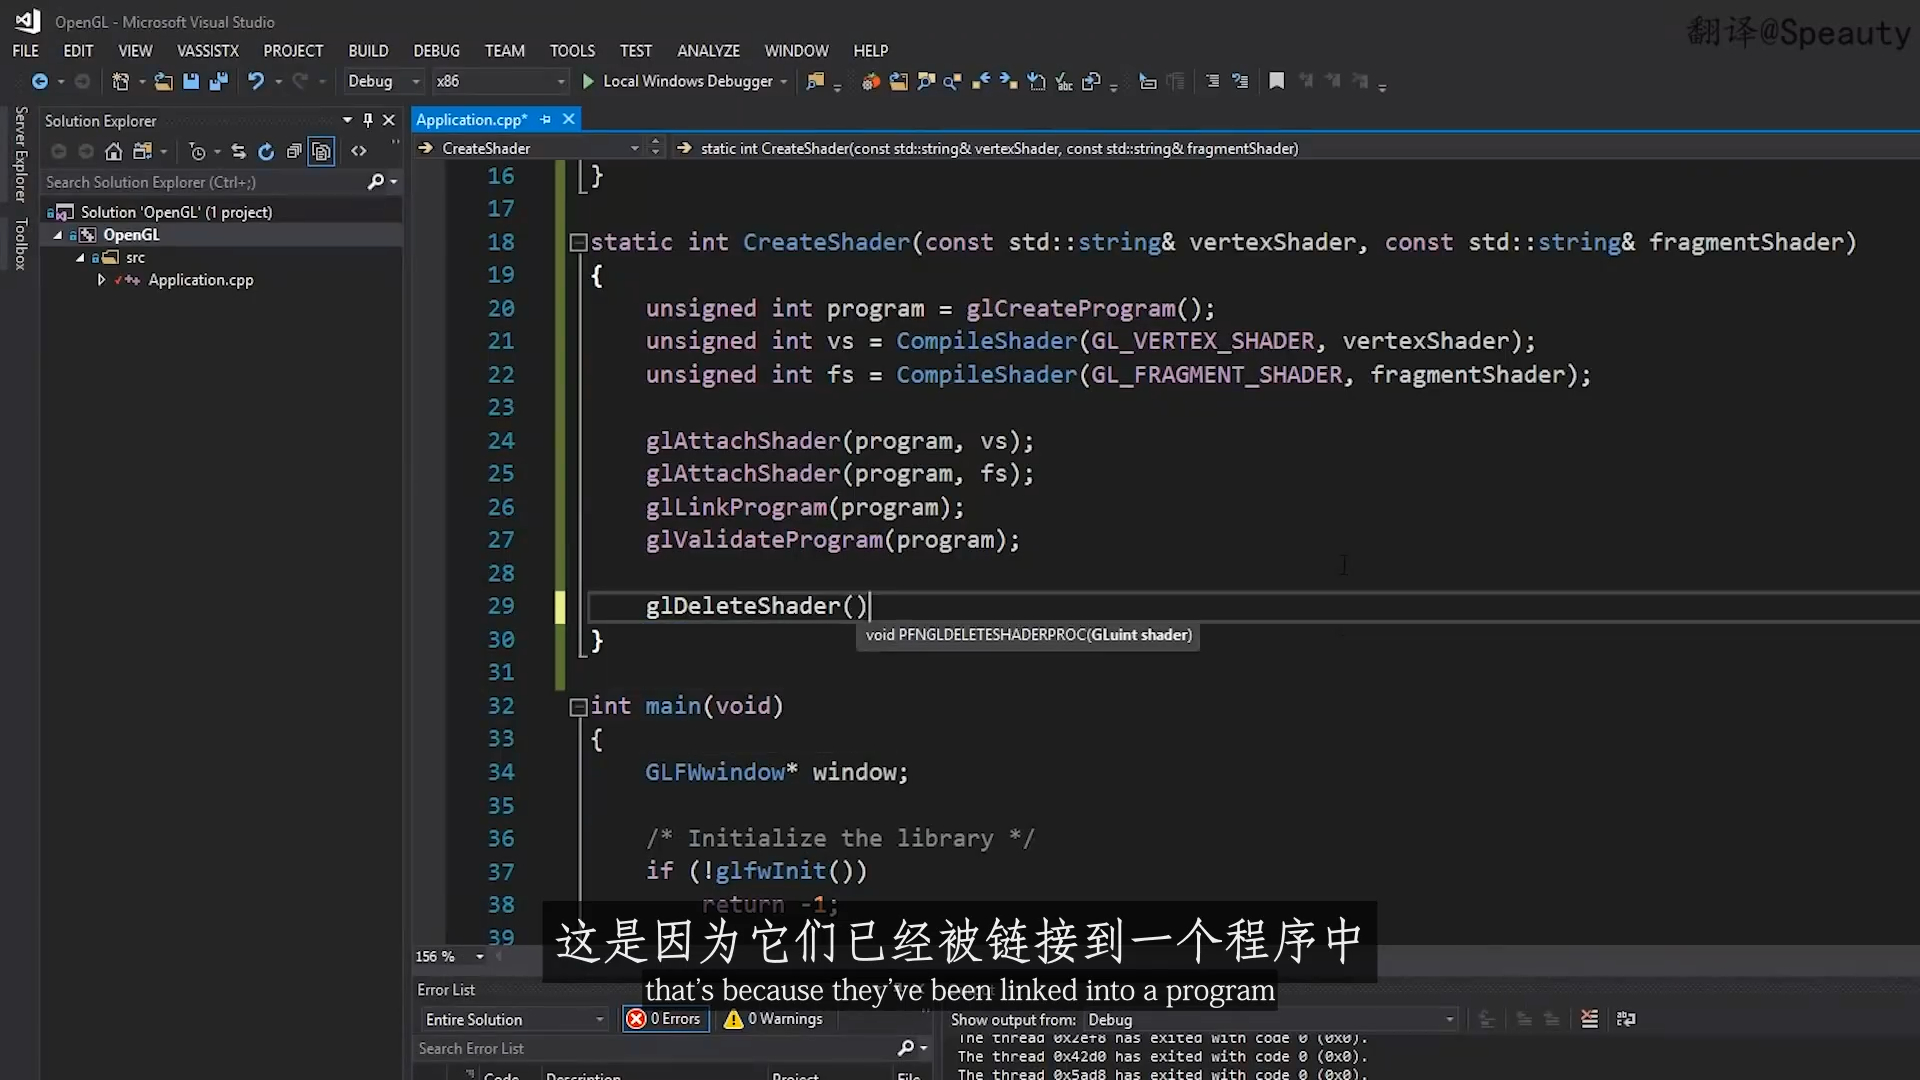 OpenGL - Microsoft Visual Studio
翻译@Speauty
FILE EDIT VIEW VASSISTX PROJECT BUILD DEBUG TEAM TOOLS TEST ANALYZE WINDOW HELP
Debug x86 Local Windows Debugger
Server Explorer
Toolbox
Solution Explorer
Search Solution Explorer (Ctrl+;)
Solution 'OpenGL' (1 project)
OpenGL
src
Application.cpp
Application.cpp*
CreateShader static int CreateShader(const std::string& vertexShader, const std::string& fragmentShader)
16 }
17
18 static int CreateShader(const std::string& vertexShader, const std::string& fragmentShader)
19 {
20 unsigned int program = glCreateProgram();
21 unsigned int vs = CompileShader(GL_VERTEX_SHADER, vertexShader);
22 unsigned int fs = CompileShader(GL_FRAGMENT_SHADER, fragmentShader);
23
24 glAttachShader(program, vs);
25 glAttachShader(program, fs);
26 glLinkProgram(program);
27 glValidateProgram(program);
28
29 glDeleteShader()
void PFNGLDELETESHADERPROC(GLuint shader)
30 }
31
32 int main(void)
33 {
34 GLFWwindow* window;
35
36 /* Initialize the library */
37 if (!glfwInit())
38 return -1;
39
这是因为它们已经被链接到一个程序中
that's because they've been linked into a program
156 %
Error List
Entire Solution 0 Errors 0 Warnings
Search Error List
Code Description Project File
Show output from: Debug
The thread 0x2ef8 has exited with code 0 (0x0).
The thread 0x42d0 has exited with code 0 (0x0).
The thread 0x5ad8 has exited with code 0 (0x0).